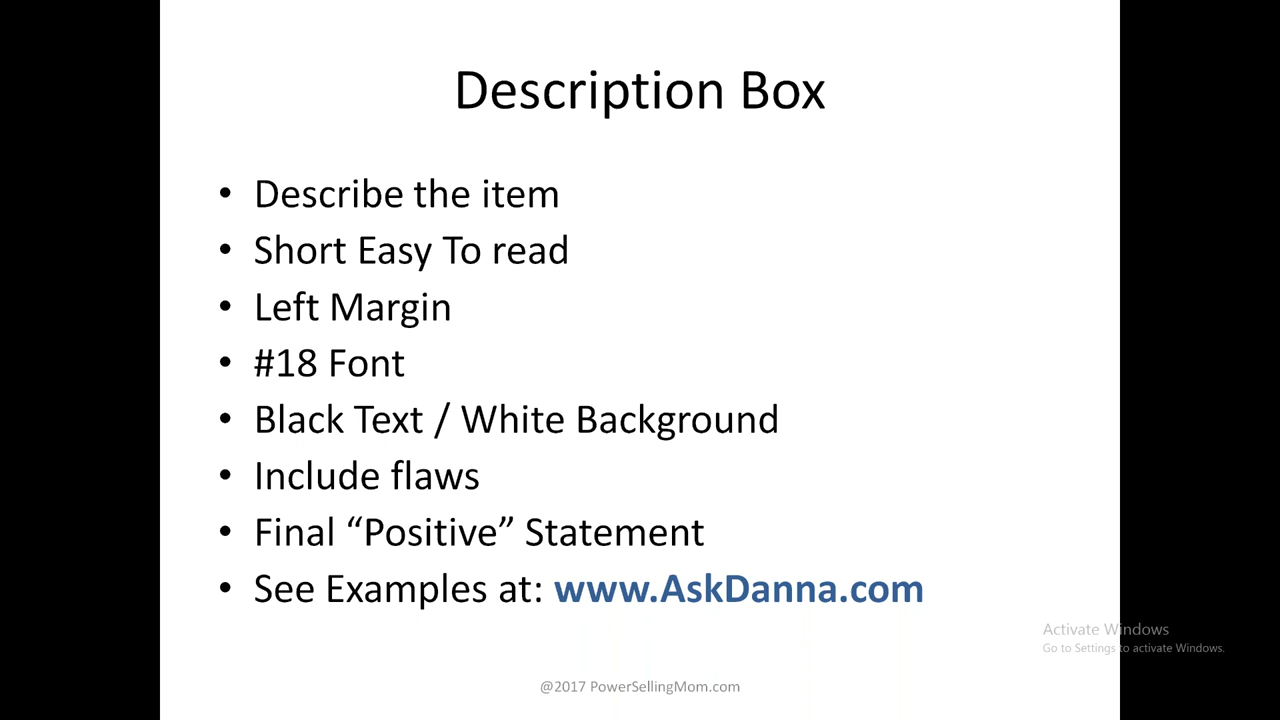 Description Box
• Describe the item
• Short Easy To read
• Left Margin
• #18 Font
• Black Text / White Background
• Include flaws
• Final “Positive” Statement
• See Examples at: www.AskDanna.com
Activate Windows
Go to Settings to activate Windows.
@2017 PowerSellingMom.com